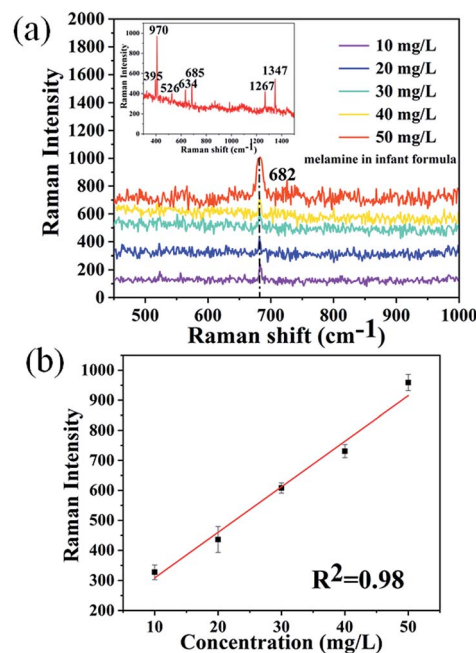 (a)
970
395
526
634
685
1267
1347
1000
800
600
400
200
0
400 600 800 1000 1200 1400
Raman shift (cm-1)
Raman Intensity
10 mg/L
20 mg/L
30 mg/L
40 mg/L
50 mg/L
melamine in infant formula
682
2000
1800
1600
1400
1200
1000
800
600
400
200
0
Raman Intensity
500 600 700 800 900 1000
Raman shift (cm-1)
(b)
1000
900
800
700
600
500
400
300
200
Raman Intensity
R2=0.98
10 20 30 40 50
Concentration (mg/L)